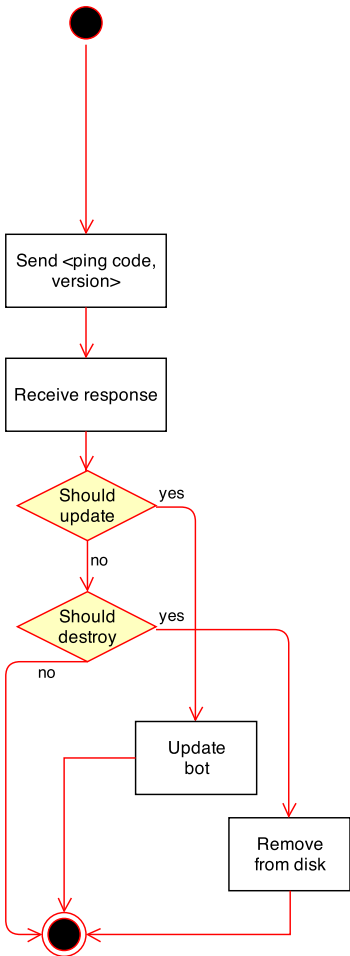 Send <ping code,
version>
Receive response
Should
update
yes
no
Should
destroy
yes
no
Update
bot
Remove
from disk